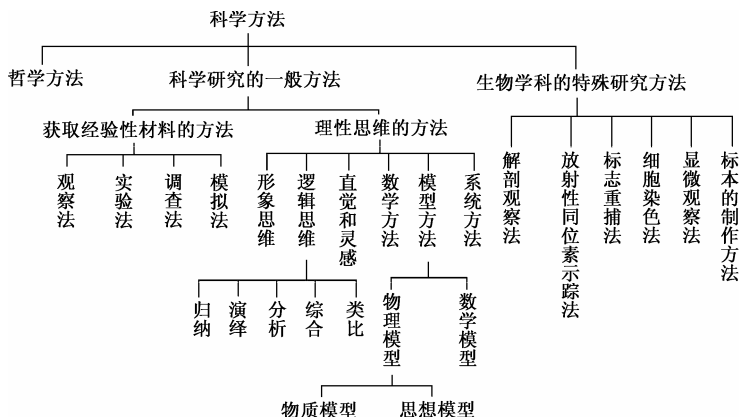 科学方法
哲学方法
科学研究的一般方法
生物学科的特殊研究方法
获取经验性材料的方法
理性思维的方法
观察法
实验法
调查法
模拟法
形象思维
逻辑思维
直觉和灵感
数学方法
模型方法
系统方法
解剖观察法
放射性同位素示踪法
标志重捕法
细胞染色法
显微观察法
标本的制作方法
归纳
演绎
分析
综合
类比
物理模型
数学模型
物质模型
思想模型